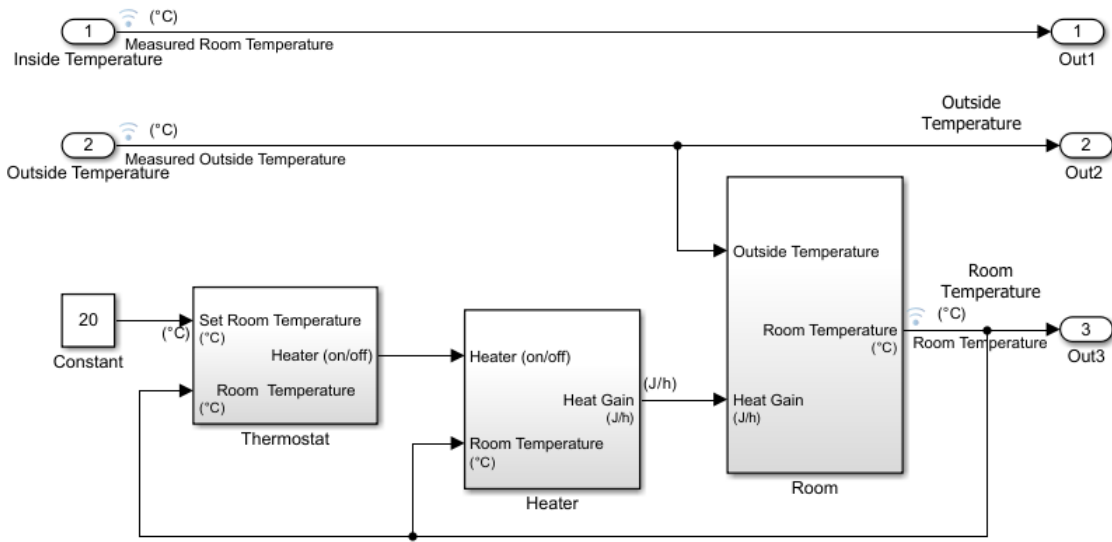 (°C)
1
Measured Room Temperature
Inside Temperature
1
Out1
(°C)
2
Measured Outside Temperature
Outside Temperature
Outside
Temperature
2
Out2
20
Constant
(°C)
Set Room Temperature
(°C)
Heater (on/off)
Room Temperature
(°C)
Thermostat
Heater (on/off)
Heat Gain
(J/h)
Room Temperature
(°C)
Heater
(J/h)
Outside Temperature
Room Temperature
(°C)
Heat Gain
(J/h)
Room
Room
Temperature
(°C)
Room Temperature
3
Out3